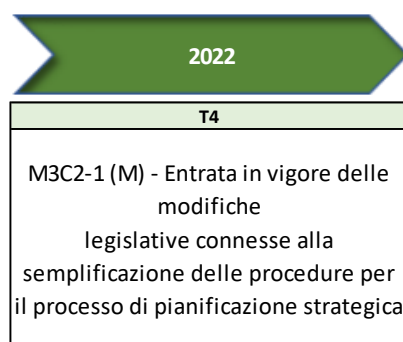 2022
T4
M3C2-1 (M) - Entrata in vigore delle
modifiche
legislative connesse alla
semplificazione delle procedure per
il processo di pianificazione strategica